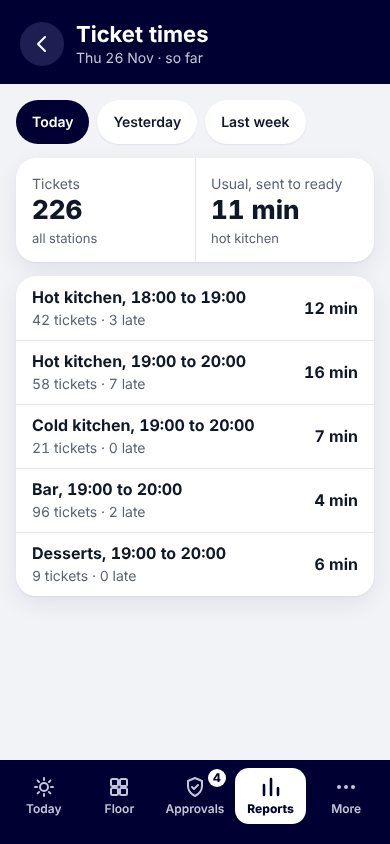 Ticket times
Thu 26 Nov · so far
Today
Yesterday
Last week
Tickets
226
all stations
Usual, sent to ready
11 min
hot kitchen
Hot kitchen, 18:00 to 19:00
42 tickets · 3 late
12 min
Hot kitchen, 19:00 to 20:00
58 tickets · 7 late
16 min
Cold kitchen, 19:00 to 20:00
21 tickets · 0 late
7 min
Bar, 19:00 to 20:00
96 tickets · 2 late
4 min
Desserts, 19:00 to 20:00
9 tickets · 0 late
6 min
Today
Floor
Approvals
4
Reports
More